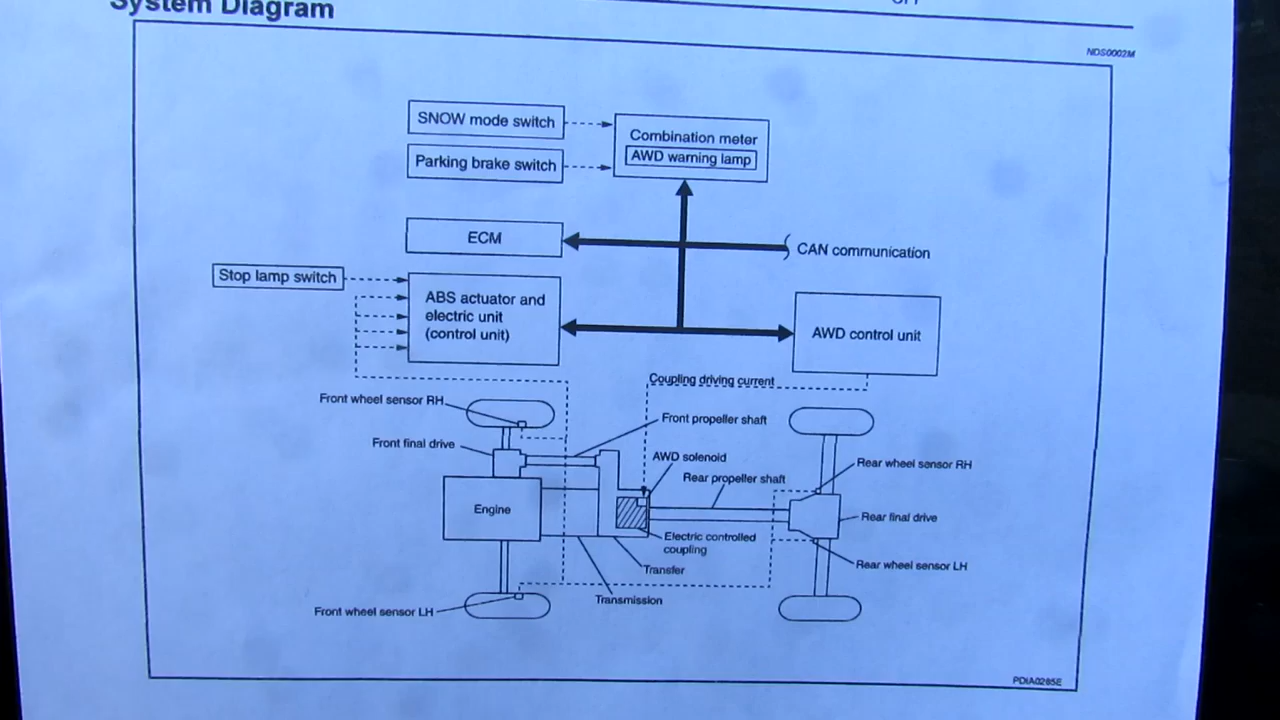 System Diagram
NDS0002M
SNOW mode switch
Parking brake switch
Combination meter
AWD warning lamp
ECM
CAN communication
Stop lamp switch
ABS actuator and
electric unit
(control unit)
AWD control unit
Coupling driving current
Front wheel sensor RH
Front propeller shaft
Front final drive
AWD solenoid
Rear propeller shaft
Rear wheel sensor RH
Engine
Rear final drive
Electric controlled
coupling
Transfer
Rear wheel sensor LH
Transmission
Front wheel sensor LH
PDIA0285E